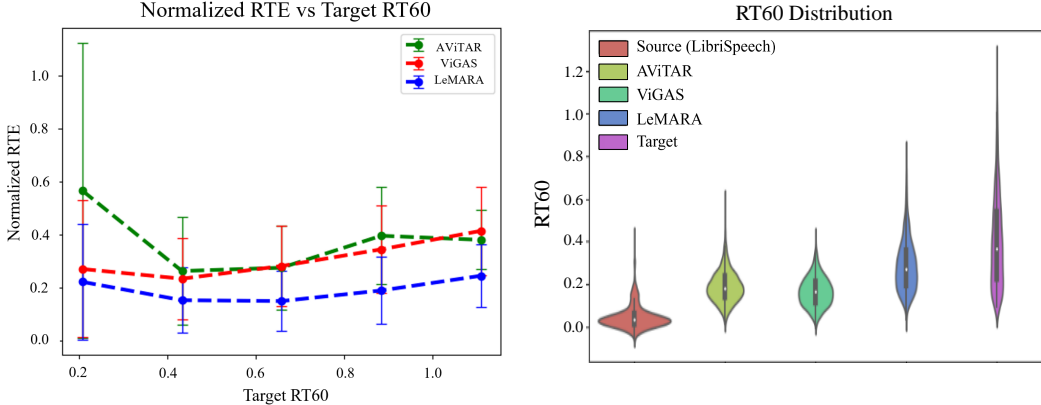 Normalized RTE vs Target RT60
AViTAR
ViGAS
LeMARA
Normalized RTE
1.0
0.8
0.6
0.4
0.2
0.0
0.2
0.4
0.6
0.8
1.0
Target RT60
RT60 Distribution
Source (LibriSpeech)
AViTAR
ViGAS
LeMARA
Target
RT60
1.2
1.0
0.8
0.6
0.4
0.2
0.0